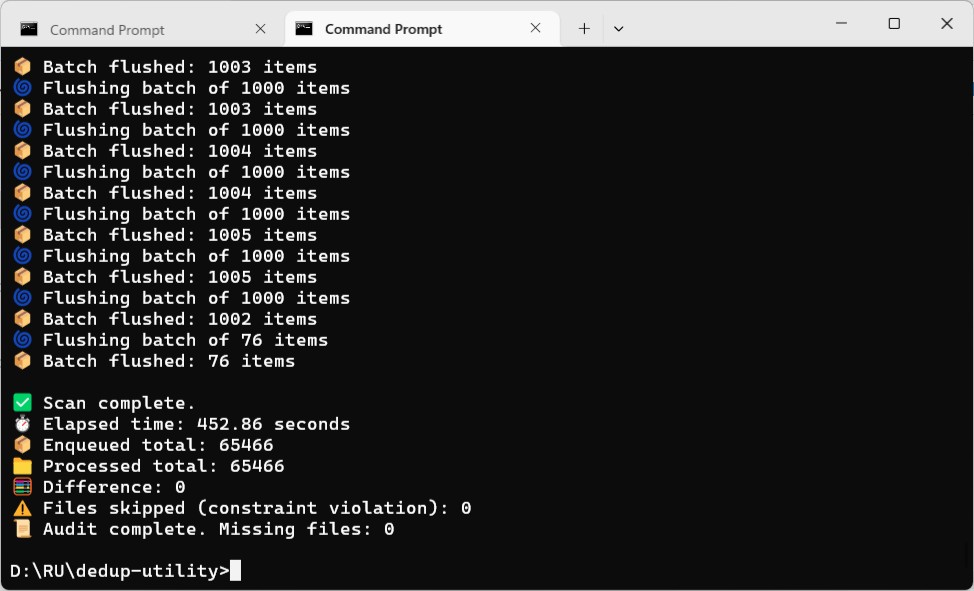 Command Prompt
Command Prompt
Batch flushed: 1003 items
Flushing batch of 1000 items
Batch flushed: 1003 items
Flushing batch of 1000 items
Batch flushed: 1004 items
Flushing batch of 1000 items
Batch flushed: 1004 items
Flushing batch of 1000 items
Batch flushed: 1005 items
Flushing batch of 1000 items
Batch flushed: 1005 items
Flushing batch of 1000 items
Batch flushed: 1002 items
Flushing batch of 76 items
Batch flushed: 76 items
Scan complete.
Elapsed time: 452.86 seconds
Enqueued total: 65466
Processed total: 65466
Difference: 0
Files skipped (constraint violation): 0
Audit complete. Missing files: 0
D:\RU\dedup-utility>